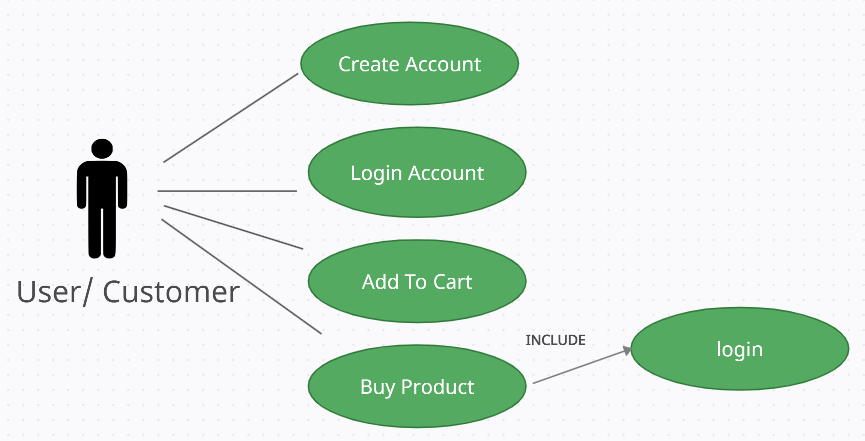 Create Account
Login Account
User/ Customer
Add To Cart
INCLUDE
login
Buy Product